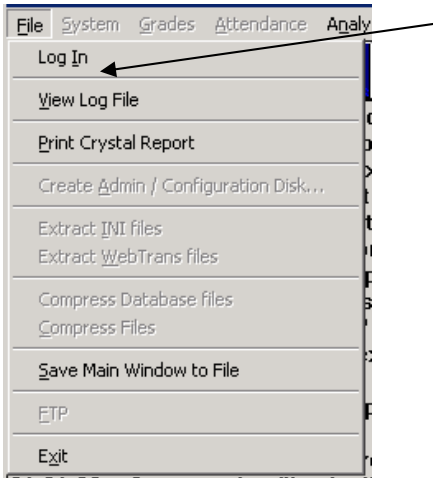 File System Grades Attendance Analy
Log In
View Log File
Print Crystal Report
Create Admin / Configuration Disk...
Extract INI files
Extract WebTrans files
Compress Database files
Compress Files
Save Main Window to File
FTP
Exit